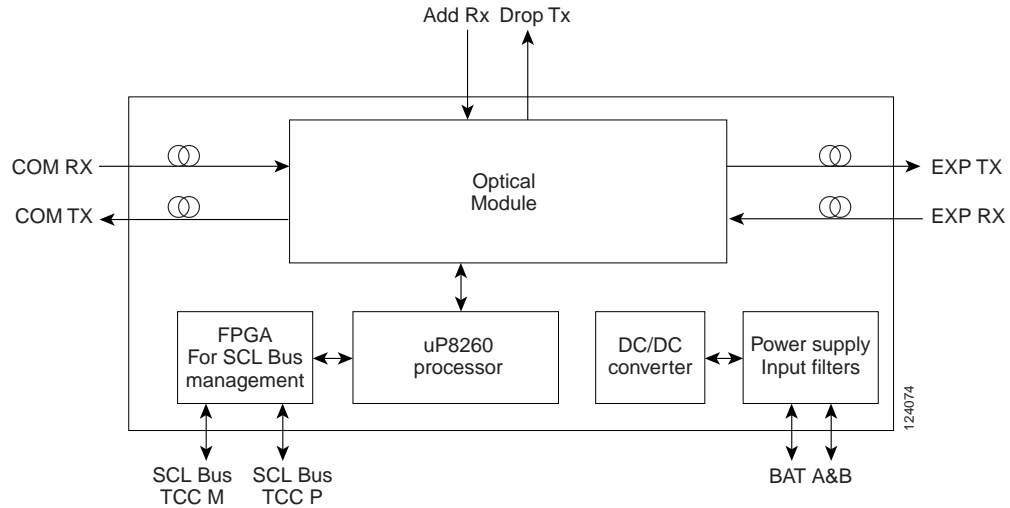 Add Rx Drop Tx
COM RX
EXP TX
Optical
Module
COM TX
EXP RX
FPGA
For SCL Bus
management
uP8260
processor
DC/DC
converter
Power supply
Input filters
124074
SCL Bus
TCC M
SCL Bus
TCC P
BAT A&B